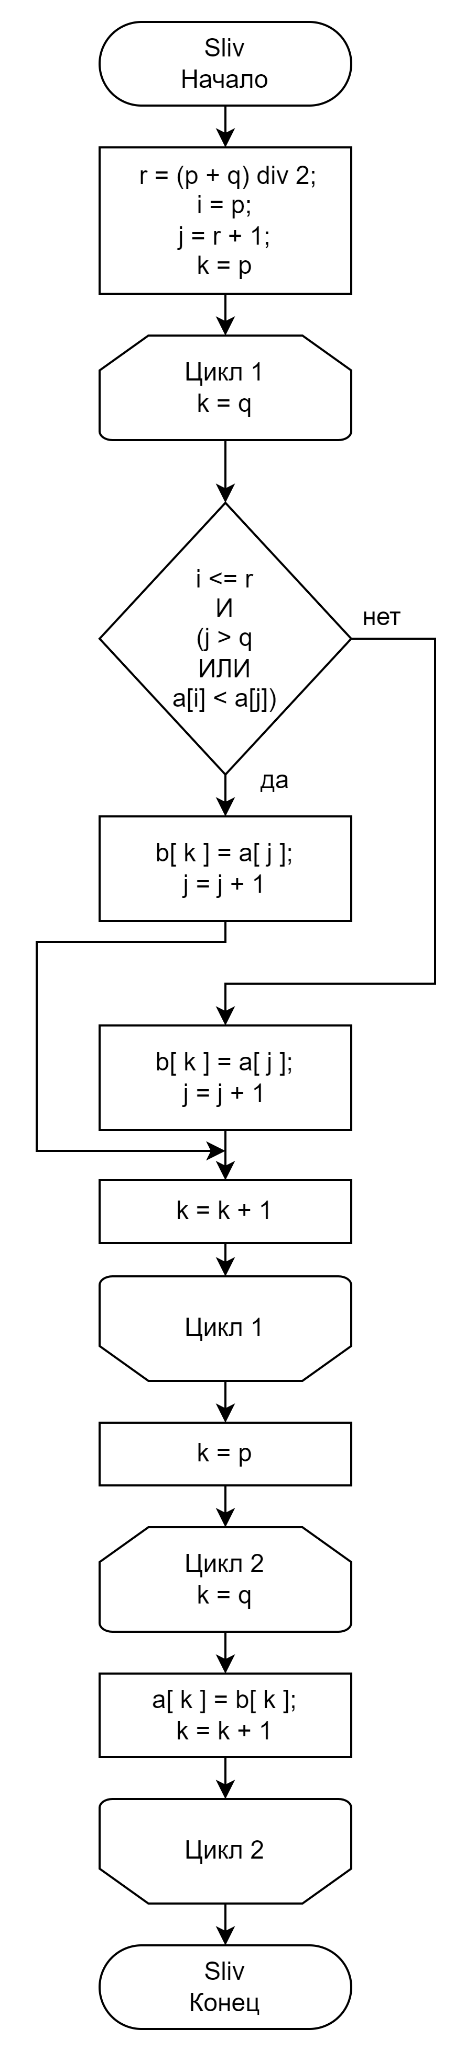 Sliv
Начало
r = (p + q) div 2;
i = p;
j = r + 1;
k = p
Цикл 1
k = q
i <= r
И
(j > q
ИЛИ
a[i] < a[j])
нет
да
b[ k ] = a[ j ];
j = j + 1
b[ k ] = a[ j ];
j = j + 1
k = k + 1
Цикл 1
k = p
Цикл 2
k = q
a[ k ] = b[ k ];
k = k + 1
Цикл 2
Sliv
Конец